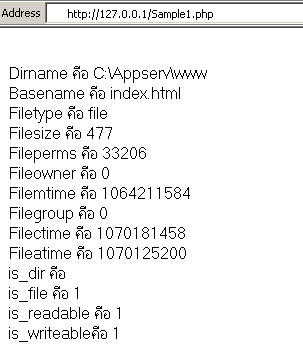 Address http://127.0.0.1/Sample1.php
Dirname คือ C:\Appserv\www
Basename คือ index.html
Filetype คือ file
Filesize คือ 477
Fileperms คือ 33206
Fileowner คือ 0
Filemtime คือ 1064211584
Filegroup คือ 0
Filectime คือ 1070181458
Fileatime คือ 1070125200
is_dir คือ
is_file คือ 1
is_readable คือ 1
is_writeableคือ 1